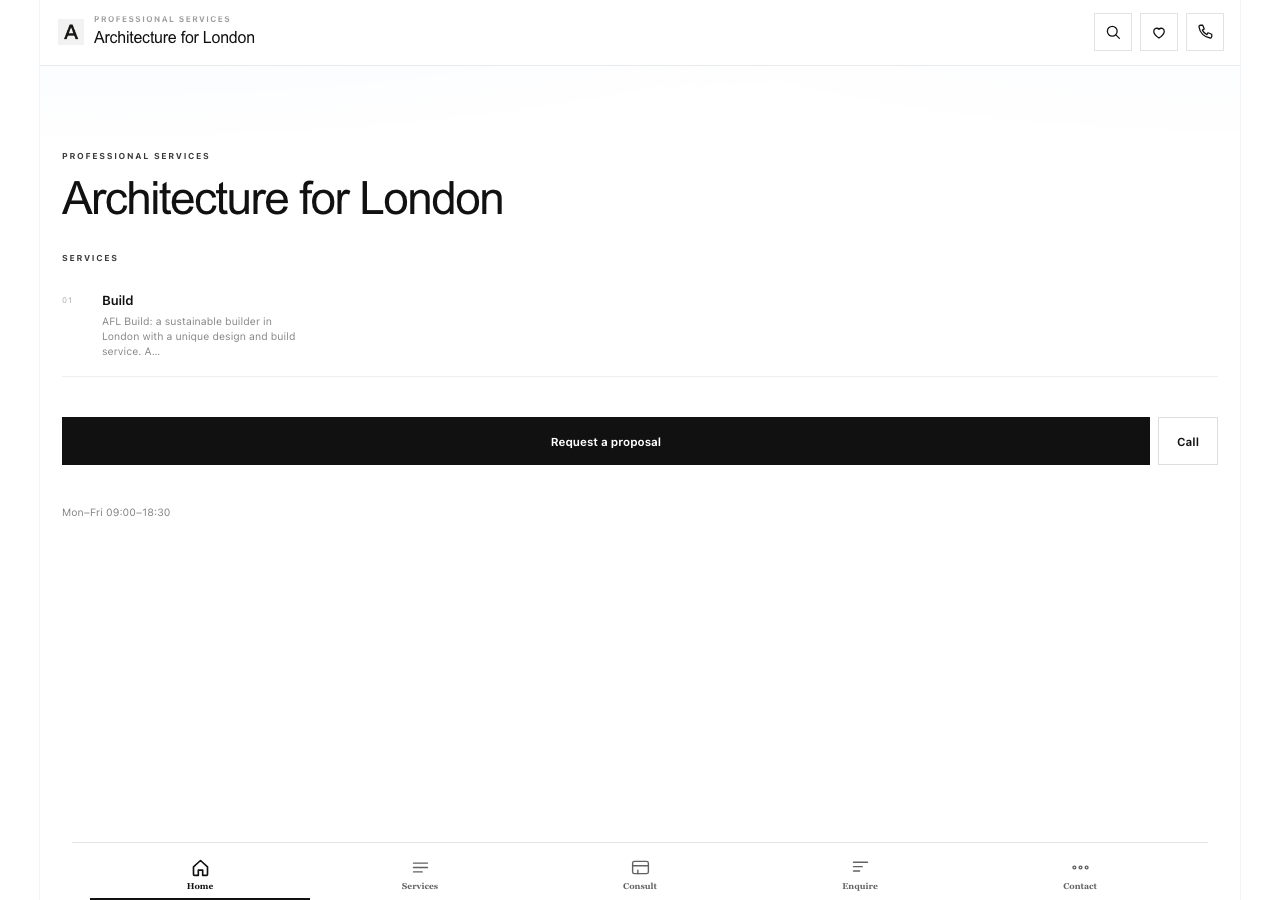 A
PROFESSIONAL SERVICES
Architecture for London
PROFESSIONAL SERVICES
Architecture for London
SERVICES
01
Build
AFL Build: a sustainable builder in
London with a unique design and build
service. A...
Request a proposal
Call
Mon–Fri 09:00–18:30
Home
Services
Consult
Enquire
Contact